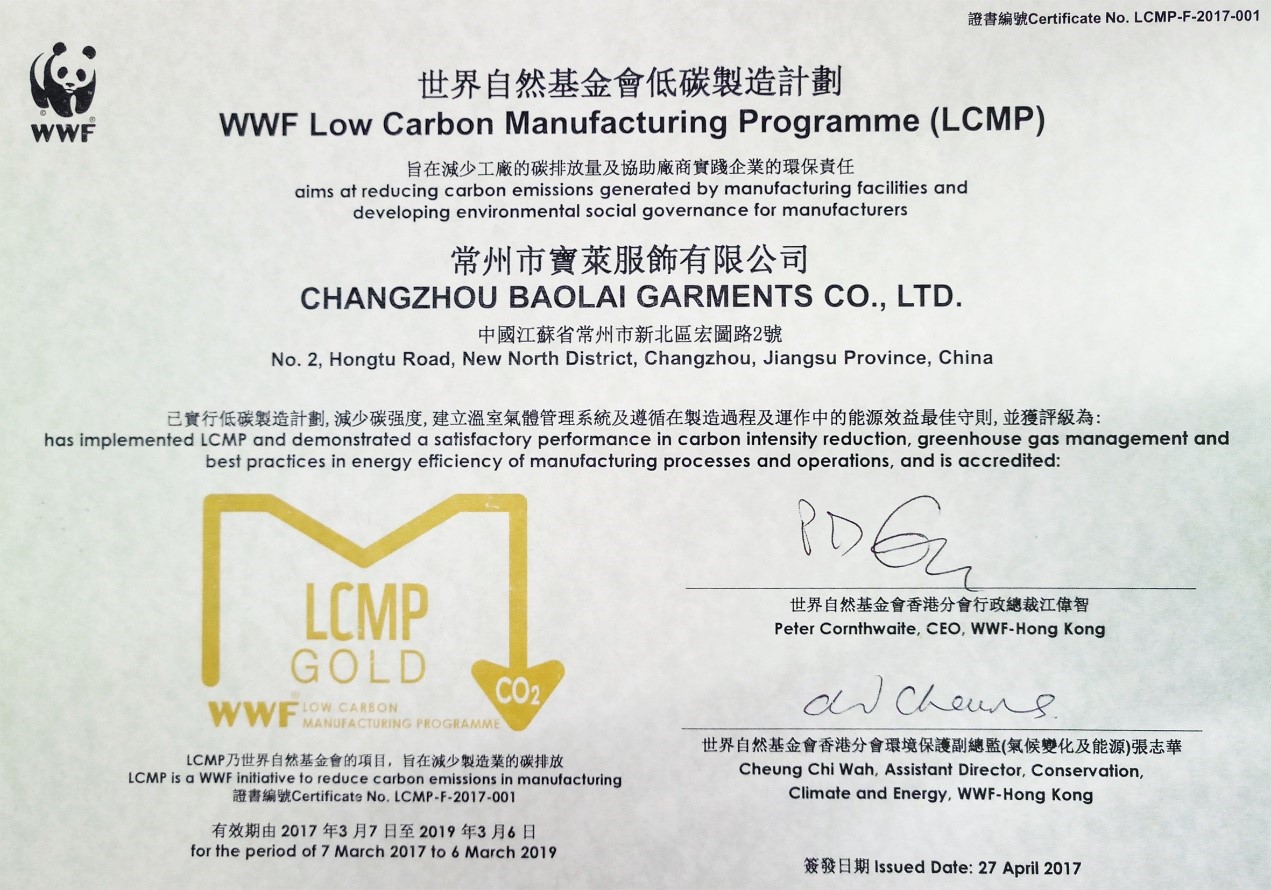 證書編號Certificate No. LCMP-F-2017-001
WWF
世界自然基金會低碳製造計劃
WWF Low Carbon Manufacturing Programme (LCMP)
旨在減少工廠的碳排放量及協助廠商實踐企業的環保責任
aims at reducing carbon emissions generated by manufacturing facilities and
developing environmental social governance for manufacturers
常州市寶萊服飾有限公司
CHANGZHOU BAOLAI GARMENTS CO., LTD.
中國江蘇省常州市新北區宏圖路2號
No. 2, Hongtu Road, New North District, Changzhou, Jiangsu Province, China
已實行低碳製造計劃, 減少碳强度, 建立溫室氣體管理系統及遵循在製造過程及運作中的能源效益最佳守則, 並獲評級為:
has implemented LCMP and demonstrated a satisfactory performance in carbon intensity reduction, greenhouse gas management and
best practices in energy efficiency of manufacturing processes and operations, and is accredited:
LCMP
GOLD
CO2
WWF LOW CARBON
MANUFACTURING PROGRAMME
LCMP乃世界自然基金會的項目，旨在減少製造業的碳排放
LCMP is a WWF initiative to reduce carbon emissions in manufacturing
證書編號Certificate No. LCMP-F-2017-001
有效期由 2017 年3 月7 日至 2019 年3 月6 日
for the period of 7 March 2017 to 6 March 2019
世界自然基金會香港分會行政總裁江偉智
Peter Cornthwaite, CEO, WWF-Hong Kong
世界自然基金會香港分會環境保護副總監(氣候變化及能源)張志華
Cheung Chi Wah, Assistant Director, Conservation,
Climate and Energy, WWF-Hong Kong
簽發日期 Issued Date: 27 April 2017